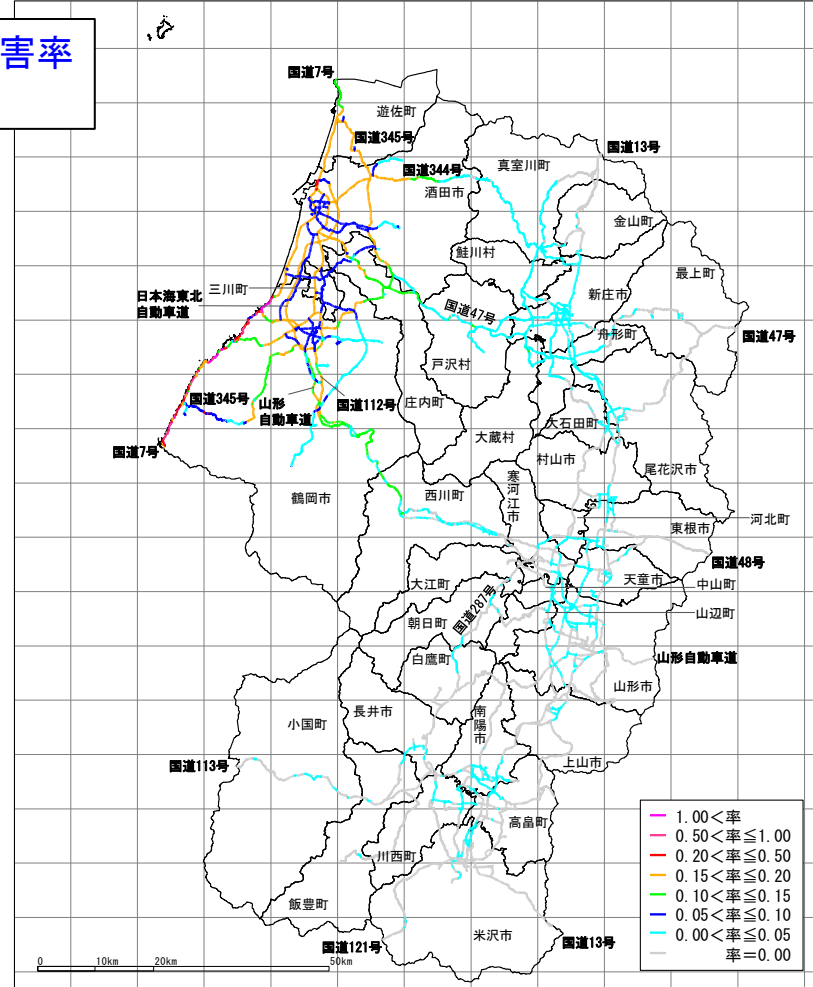 害率
国道7号
遊佐町
国道345号
国道13号
真室川町
国道344号
酒田市
金山町
鮭川村
最上町
三川町
新庄市
日本海東北
自動車道
国道47号
舟形町
国道47号
戸沢村
国道345号
山形
自動車道
国道112号
庄内町
大石田町
大蔵村
国道7号
村山市
尾花沢市
鶴岡市
西川町
寒河江市
河北町
東根市
国道48号
大江町
天童市
中山町
国道287号
朝日町
山辺町
白鷹町
山形自動車道
山形市
長井市
南陽市
小国町
国道113号
上山市
高畠町
川西町
飯豊町
米沢市
国道121号
国道13号
1.00<率
0.50<率≦1.00
0.20<率≦0.50
0.15<率≦0.20
0.10<率≦0.15
0.05<率≦0.10
0.00<率≦0.05
率=0.00
0 10km 20km 50km